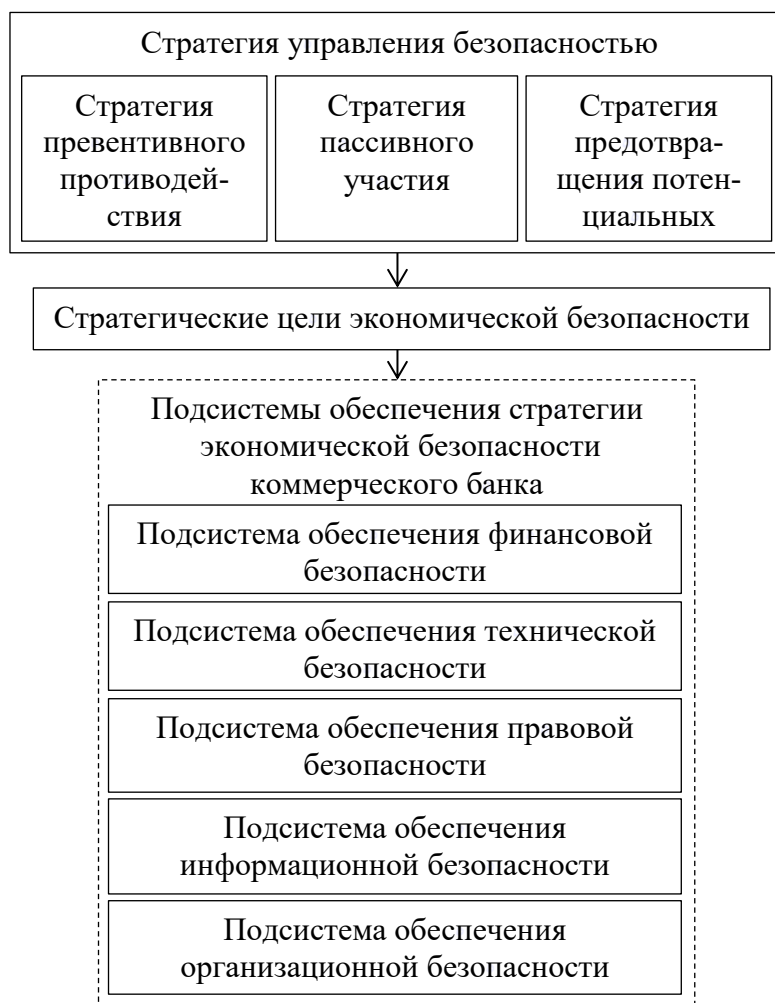 Стратегия управления безопасностью
Стратегия
превентивного
противодей-
ствия
Стратегия
пассивного
участия
Стратегия
предотвра-
щения потен-
циальных
Стратегические цели экономической безопасности
Подсистемы обеспечения стратегии
экономической безопасности
коммерческого банка
Подсистема обеспечения финансовой
безопасности
Подсистема обеспечения технической
безопасности
Подсистема обеспечения правовой
безопасности
Подсистема обеспечения
информационной безопасности
Подсистема обеспечения
организационной безопасности